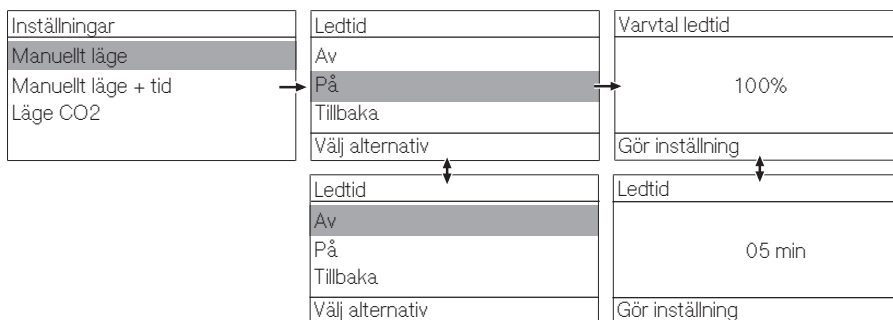 Inställningar
Manuellt läge
Manuellt läge + tid
Läge CO2
Ledtid
Av
På
Tillbaka
Välj alternativ
Varvtal ledtid
100%
Gör inställning
Ledtid
Av
På
Tillbaka
Välj alternativ
Ledtid
05 min
Gör inställning